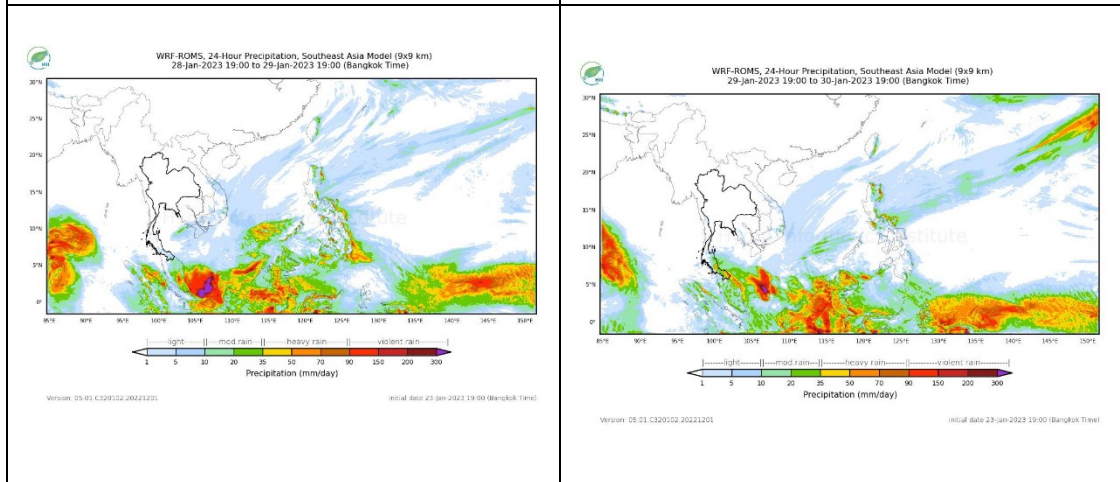 WRF-ROMS, 24-Hour Precipitation, Southeast Asia Model (9x9 km)
28-Jan-2023 19:00 to 29-Jan-2023 19:00 (Bangkok Time)
30°N
25°N
20°N
15°N
10°N
5°N
0°
85°E 90°E 95°E 100°E 105°E 110°E 115°E 120°E 125°E 130°E 135°E 140°E 145°E 150°E
|-------light------||----mod.rain----||-------heavy rain-------||-------violent rain-------|
1 5 10 20 35 50 70 90 150 200 300
Precipitation (mm/day)
Version: 05.01.C320102.20221201
initial date 23-Jan-2023 19:00 (Bangkok Time)
WRF-ROMS, 24-Hour Precipitation, Southeast Asia Model (9x9 km)
29-Jan-2023 19:00 to 30-Jan-2023 19:00 (Bangkok Time)
30°N
25°N
20°N
15°N
10°N
5°N
0°
85°E 90°E 95°E 100°E 105°E 110°E 115°E 120°E 125°E 130°E 135°E 140°E 145°E 150°E
|-------light------||----mod.rain----||-------heavy rain-------||-------violent rain-------|
1 5 10 20 35 50 70 90 150 200 300
Precipitation (mm/day)
Version: 05.01.C320102.20221201
initial date 23-Jan-2023 19:00 (Bangkok Time)